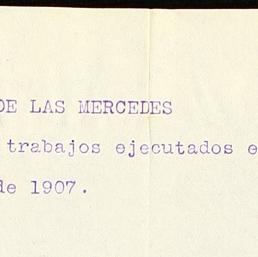 DE LAS MERCEDES
trabajos ejecutados e
de 1907.